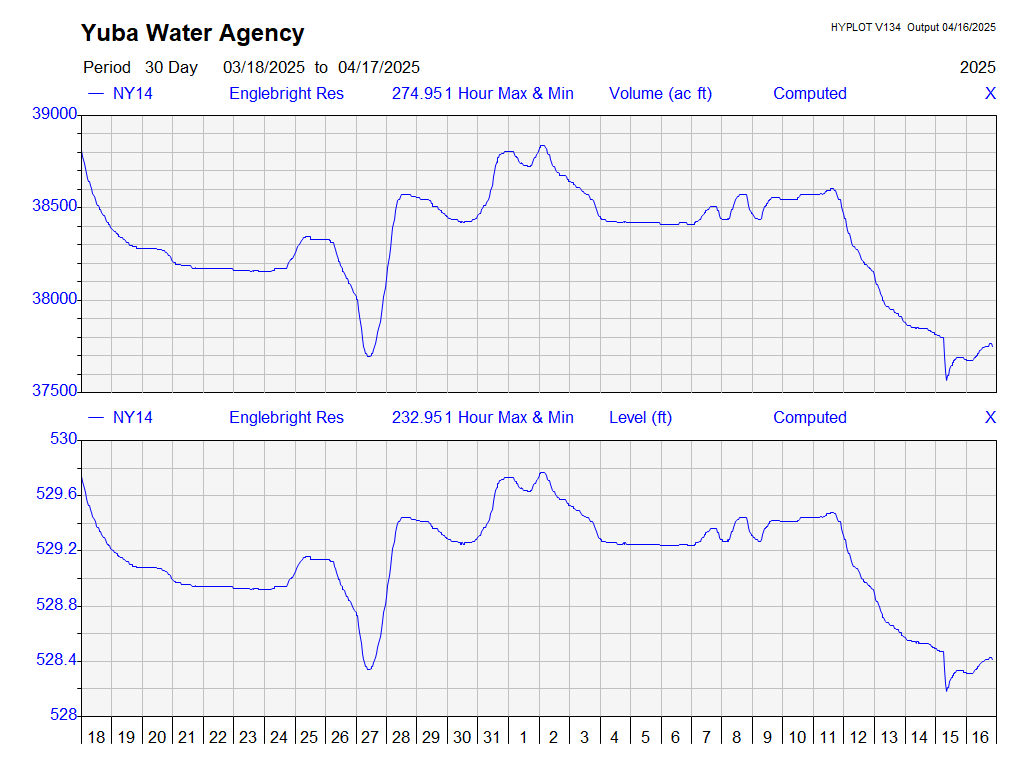 Yuba Water Agency
HYPLOT V134 Output 04/16/2025
Period 30 Day 03/18/2025 to 04/17/2025 2025
NY14 Englebright Res 274.951 Hour Max & Min Volume (ac ft) Computed X
39000
38500
38000
37500
NY14 Englebright Res 232.951 Hour Max & Min Level (ft) Computed X
530
529.6
529.2
528.8
528.4
528
18 19 20 21 22 23 24 25 26 27 28 29 30 31 1 2 3 4 5 6 7 8 9 10 11 12 13 14 15 16